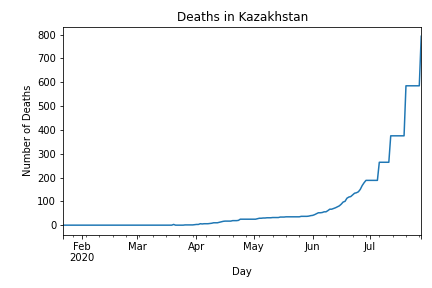 Deaths in Kazakhstan
800
700
600
500
400
300
200
100
0
Number of Deaths
Feb
2020
Mar
Apr
May
Jun
Jul
Day